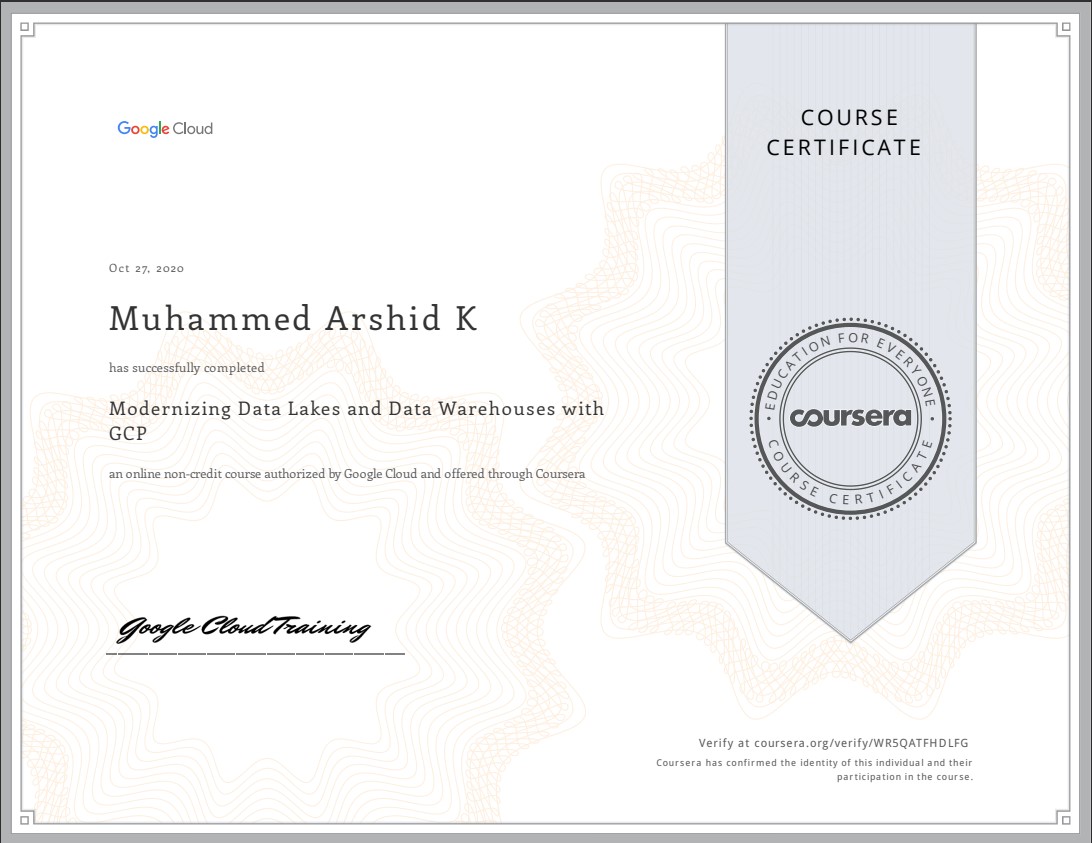 Google Cloud
COURSE
CERTIFICATE
Oct 27, 2020
Muhammed Arshid K
has successfully completed
Modernizing Data Lakes and Data Warehouses with
GCP
an online non-credit course authorized by Google Cloud and offered through Coursera
EDUCATION FOR EVERYONE
coursera
COURSE CERTIFICATE
Google Cloud Training
Verify at coursera.org/verify/WR5QATFHDLFG
Coursera has confirmed the identity of this individual and their
participation in the course.